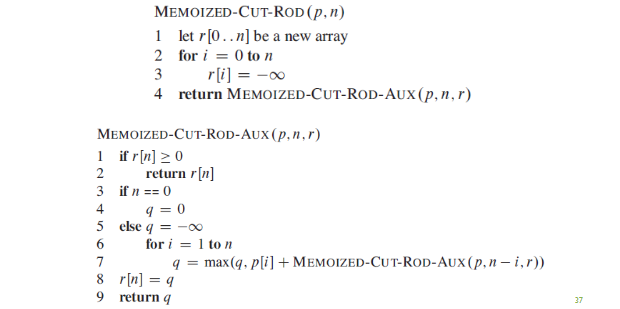 MEMOIZED-CUT-ROD(p, n)
1 let r[0..n] be a new array
2 for i = 0 to n
3 r[i] = −∞
4 return MEMOIZED-CUT-ROD-AUX(p, n, r)
MEMOIZED-CUT-ROD-AUX(p, n, r)
1 if r[n] ≥ 0
2 return r[n]
3 if n == 0
4 q = 0
5 else q = −∞
6 for i = 1 to n
7 q = max(q, p[i] + MEMOIZED-CUT-ROD-AUX(p, n − i, r))
8 r[n] = q
9 return q
37